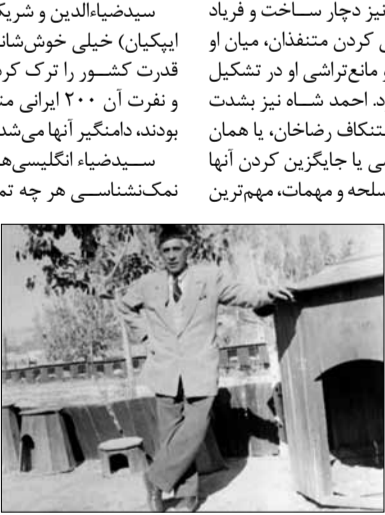 نیز دچار ساخت و فریاد
کردن متنفذان، میان او
و مانع‌تراشی او در تشکیل
د. احمد شاه نیز بشدت
ستنکاف رضاخان، یا همان
ی یا جایگزین کردن آنها
سلحه و مهمات، مهم‌ترین
سیدضیاءالدین و شریک
ایپکیان) خیلی خوش‌شان
قدرت کشور را ترک کرد
و نفرت آن ۲۰۰ ایرانی مت
بودند، دامنگیر آنها می‌شد
سیدضیاء انگلیسی‌ها
نمک‌نشناسی هر چه تم